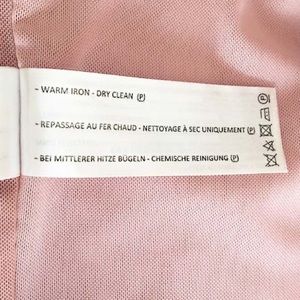 - WARM IRON - DRY CLEAN Ⓟ
- REPASSAGE AU FER CHAUD - NETTOYAGE À SEC UNIQUEMENT Ⓟ
- BEI MITTLERER HITZE BÜGELN - CHEMISCHE REINIGUNG Ⓟ